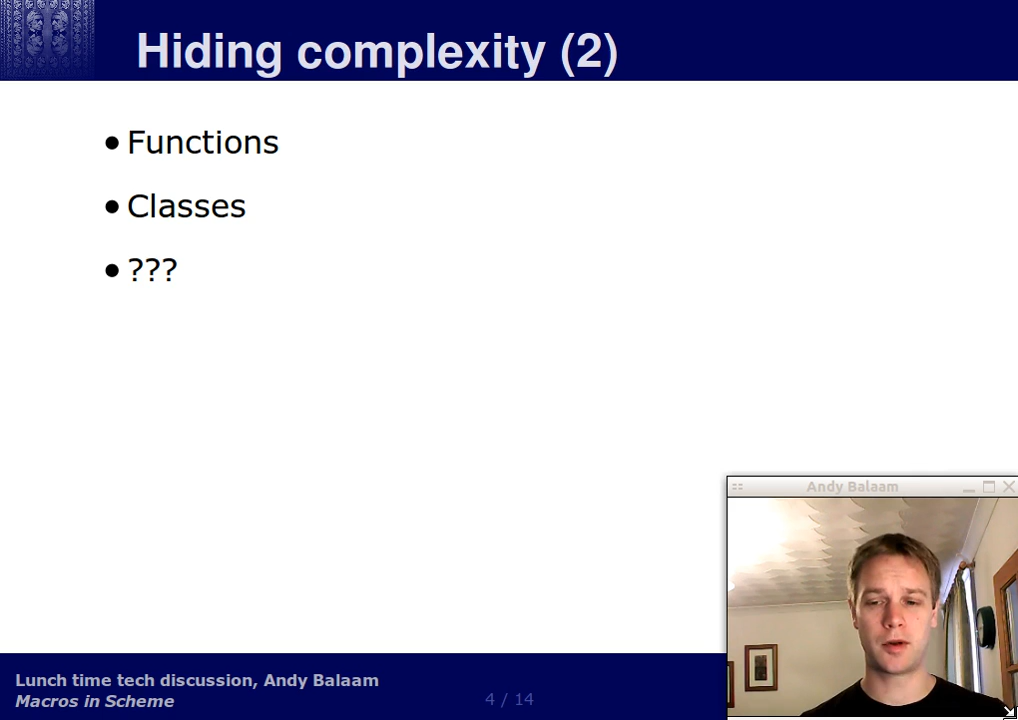 Hiding complexity (2)
• Functions
• Classes
• ???
Andy Balaam
Lunch time tech discussion, Andy Balaam
Macros in Scheme
4 / 14